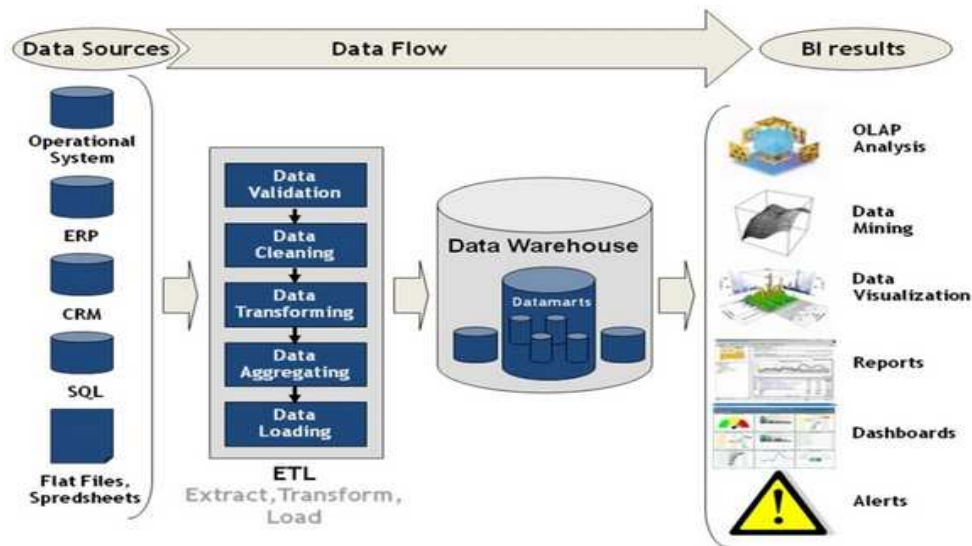 Data Sources
Data Flow
BI results
Operational
System
ERP
CRM
SQL
Flat Files,
Spredsheets
Data
Validation
Data
Cleaning
Data
Transforming
Data
Aggregating
Data
Loading
ETL
Extract, Transform,
Load
Data Warehouse
Datamarts
OLAP
Analysis
Data
Mining
Data
Visualization
Reports
Dashboards
Alerts